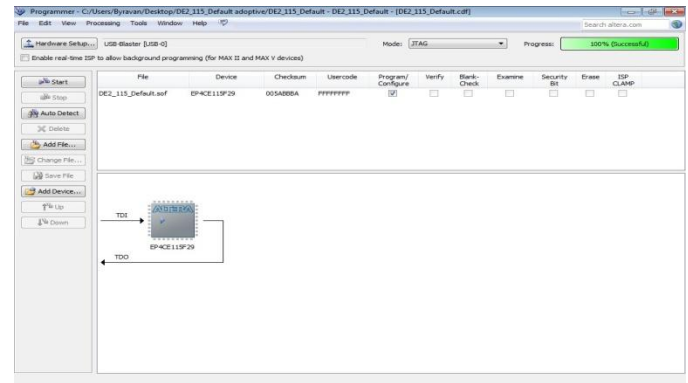 Programmer - C:/Users/Byravan/Desktop/DE2_115_Default adoptive/DE2_115_Default - DE2_115_Default - [DE2_115_Default.cdf]
File Edit View Processing Tools Window Help
Search altera.com
Hardware Setup... USB-Blaster [USB-0] Mode: JTAG Progress: 100% (Successful)
Enable real-time ISP to allow background programming (for MAX II and MAX V devices)
Start
Stop
Auto Detect
Delete
Add File...
Change File...
Save File
Add Device...
Up
Down
File Device Checksum Usercode Program/Configure Verify Blank-Check Examine Security Bit Erase ISP CLAMP
DE2_115_Default.sof EP4CE115F29 005ABBBA FFFFFFFF
TDI
ALTERA
EP4CE115F29
TDO